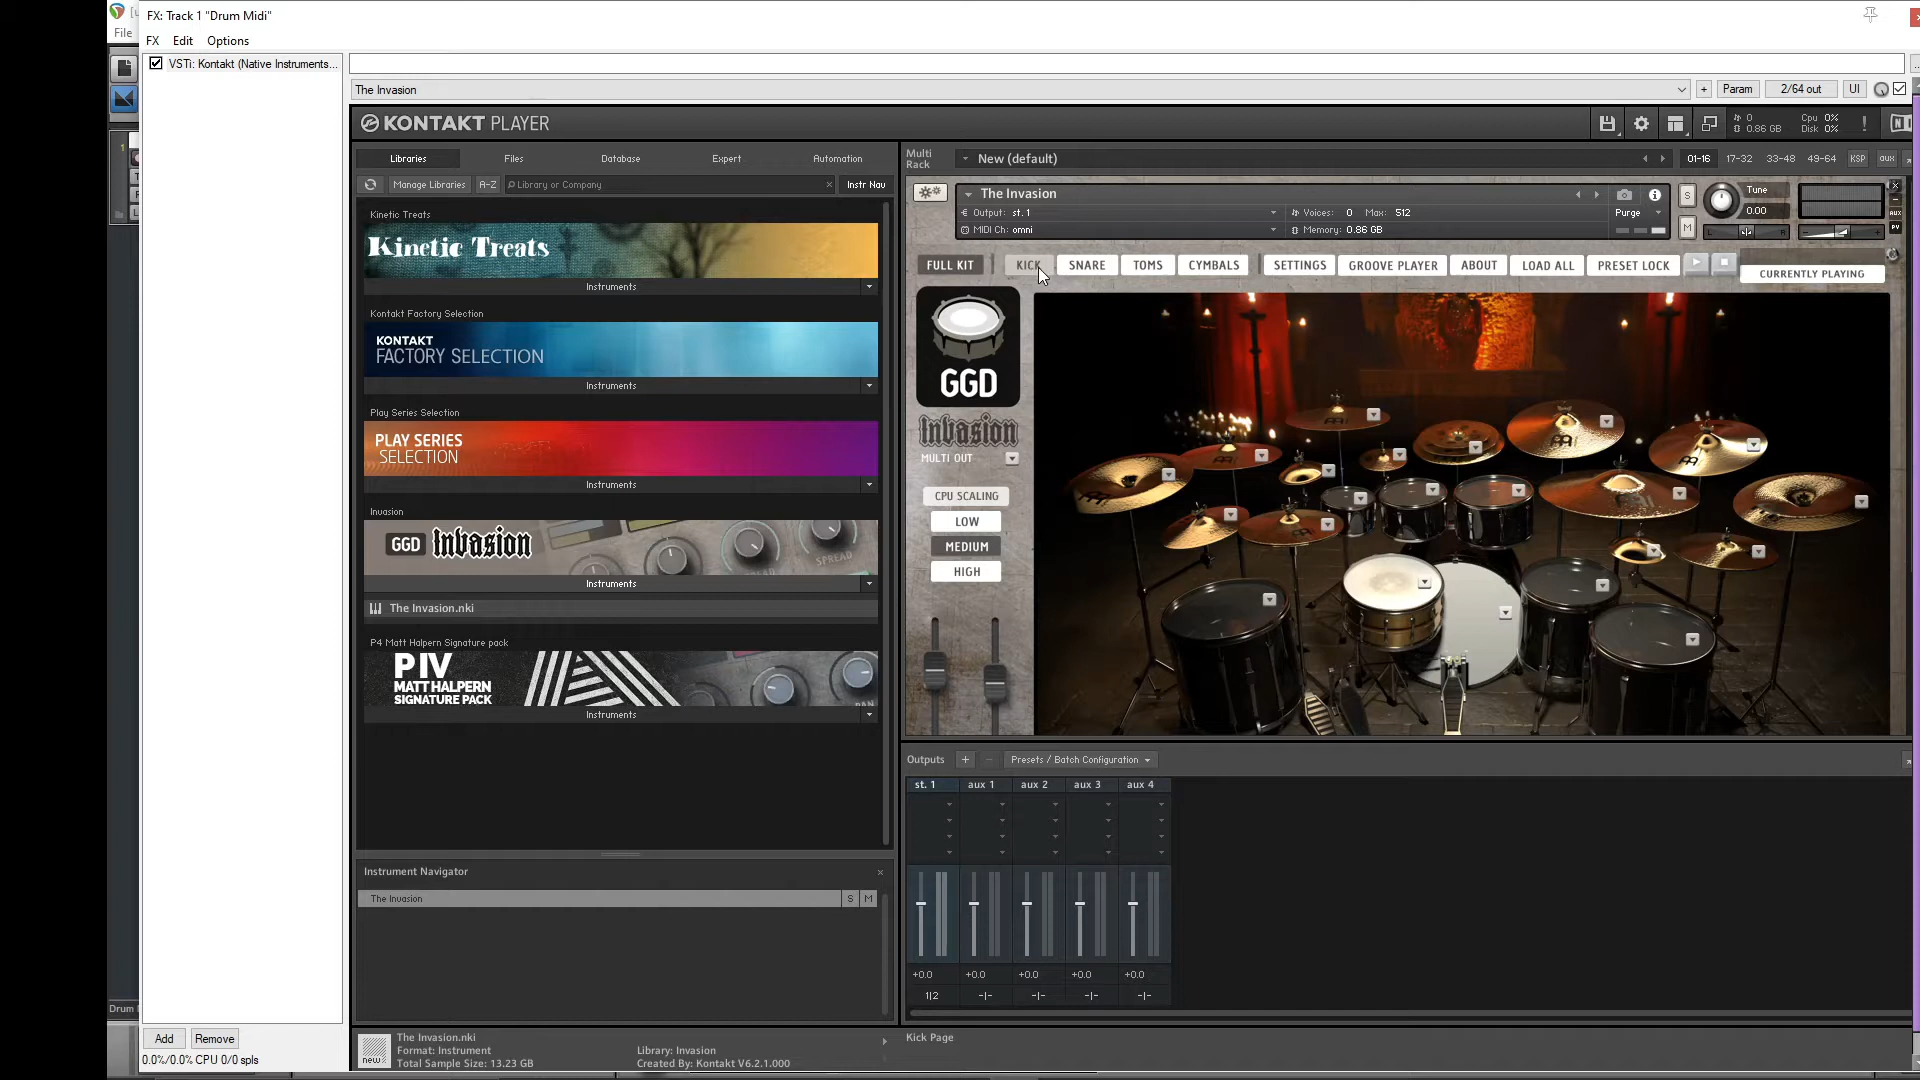 FX: Track 1 "Drum Midi"
File
FX Edit Options
VSTi: Kontakt (Native Instruments...
The Invasion
+ Param 2/64 out UI
KONTAKT PLAYER
0
0.86 GB
Cpu 0%
Disk 0%
!
Libraries Files Database Expert Automation
Manage Libraries A-Z Library or Company × Instr Nav
Multi Rack
New (default)
01-16 17-32 33-48 49-64 KSP aux
Kinetic Treats
Kinetic Treats
Instruments
Kontakt Factory Selection
KONTAKT
FACTORY SELECTION
Instruments
Play Series Selection
PLAY SERIES
SELECTION
Instruments
Invasion
GGD Invasion
SPREAD
Instruments
The Invasion.nki
P4 Matt Halpern Signature pack
PIV
MATT HALPERN
SIGNATURE PACK
PAN
Instruments
Instrument Navigator
The Invasion S M
The Invasion
Output: st. 1
Voices: 0 Max: 512
Purge
MIDI Ch: omni
Memory: 0.86 GB
S
M
Tune
0.00
L R
AUX
PV
FULL KIT KICK SNARE TOMS CYMBALS SETTINGS GROOVE PLAYER ABOUT LOAD ALL PRESET LOCK
CURRENTLY PLAYING
GGD
Invasion
MULTI OUT
CPU SCALING
LOW
MEDIUM
HIGH
Outputs + − Presets / Batch Configuration
st. 1 aux 1 aux 2 aux 3 aux 4
+0.0 +0.0 +0.0 +0.0 +0.0
1|2 -|- -|- -|- -|-
Add Remove
0.0%/0.0% CPU 0/0 spls
new
The Invasion.nki
Format: Instrument
Total Sample Size: 13.23 GB
Library: Invasion
Created By: Kontakt V6.2.1.000
Kick Page